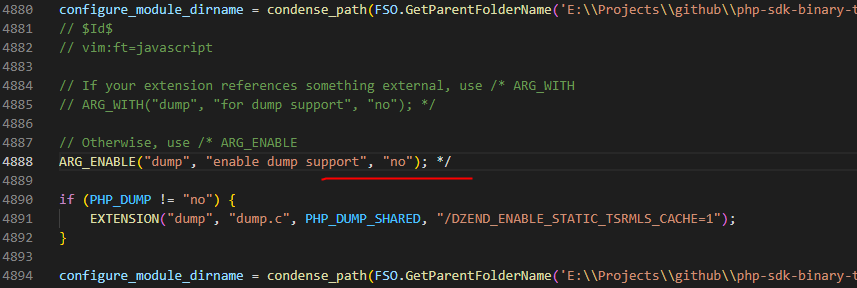 4880 configure_module_dirname = condense_path(FSO.GetParentFolderName('E:\\Projects\\github\\php-sdk-binary-t
4881 // $Id$
4882 // vim:ft=javascript
4883
4884 // If your extension references something external, use /* ARG_WITH
4885 // ARG_WITH("dump", "for dump support", "no"); */
4886
4887 // Otherwise, use /* ARG_ENABLE
4888 ARG_ENABLE("dump", "enable dump support", "no"); */
4889
4890 if (PHP_DUMP != "no") {
4891 EXTENSION("dump", "dump.c", PHP_DUMP_SHARED, "/DZEND_ENABLE_STATIC_TSRMLS_CACHE=1");
4892 }
4893
4894 configure_module_dirname = condense_path(FSO.GetParentFolderName('E:\\Projects\\github\\php-sdk-binary-t